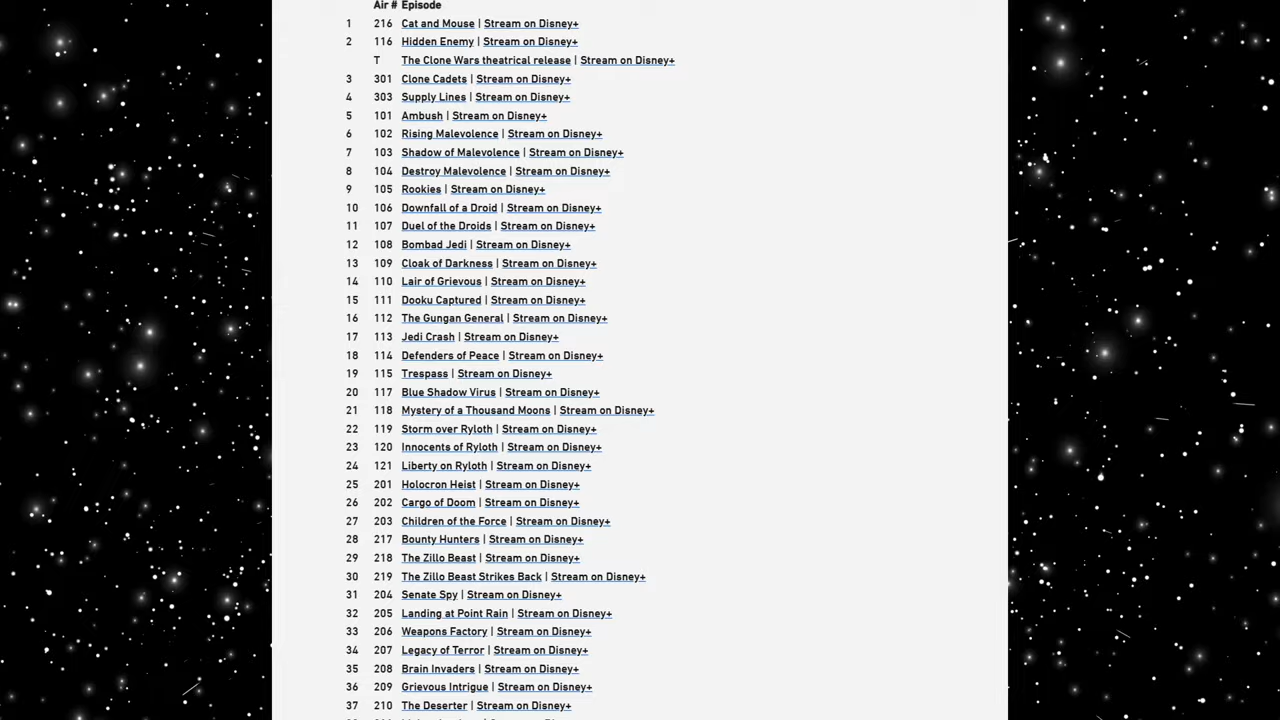 Air # Episode
1 216 Cat and Mouse | Stream on Disney+
2 116 Hidden Enemy | Stream on Disney+
T The Clone Wars theatrical release | Stream on Disney+
3 301 Clone Cadets | Stream on Disney+
4 303 Supply Lines | Stream on Disney+
5 101 Ambush | Stream on Disney+
6 102 Rising Malevolence | Stream on Disney+
7 103 Shadow of Malevolence | Stream on Disney+
8 104 Destroy Malevolence | Stream on Disney+
9 105 Rookies | Stream on Disney+
10 106 Downfall of a Droid | Stream on Disney+
11 107 Duel of the Droids | Stream on Disney+
12 108 Bombad Jedi | Stream on Disney+
13 109 Cloak of Darkness | Stream on Disney+
14 110 Lair of Grievous | Stream on Disney+
15 111 Dooku Captured | Stream on Disney+
16 112 The Gungan General | Stream on Disney+
17 113 Jedi Crash | Stream on Disney+
18 114 Defenders of Peace | Stream on Disney+
19 115 Trespass | Stream on Disney+
20 117 Blue Shadow Virus | Stream on Disney+
21 118 Mystery of a Thousand Moons | Stream on Disney+
22 119 Storm over Ryloth | Stream on Disney+
23 120 Innocents of Ryloth | Stream on Disney+
24 121 Liberty on Ryloth | Stream on Disney+
25 201 Holocron Heist | Stream on Disney+
26 202 Cargo of Doom | Stream on Disney+
27 203 Children of the Force | Stream on Disney+
28 217 Bounty Hunters | Stream on Disney+
29 218 The Zillo Beast | Stream on Disney+
30 219 The Zillo Beast Strikes Back | Stream on Disney+
31 204 Senate Spy | Stream on Disney+
32 205 Landing at Point Rain | Stream on Disney+
33 206 Weapons Factory | Stream on Disney+
34 207 Legacy of Terror | Stream on Disney+
35 208 Brain Invaders | Stream on Disney+
36 209 Grievous Intrigue | Stream on Disney+
37 210 The Deserter | Stream on Disney+